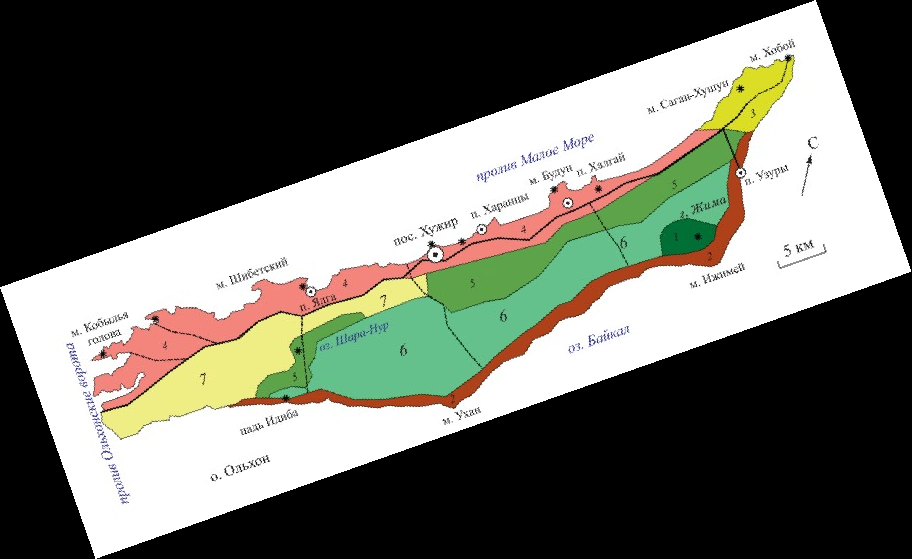 м. Хобой
м. Саган-Хушун
3
С
пролив Малое Море
м. Будун
п. Халгай
п. Узуры
5
п. Харанцы
г. Жима
пос. Хужир
4
6
1
2
5 км
м. Ижимей
м. Шибетский
4
п. Ялга
7
5
6
оз. Байкал
м. Кобылья
голова
4
оз. Шара-Нур
6
7
5
2
падь Идиба
м. Ухан
пролив Ольхонские ворота
о. Ольхон